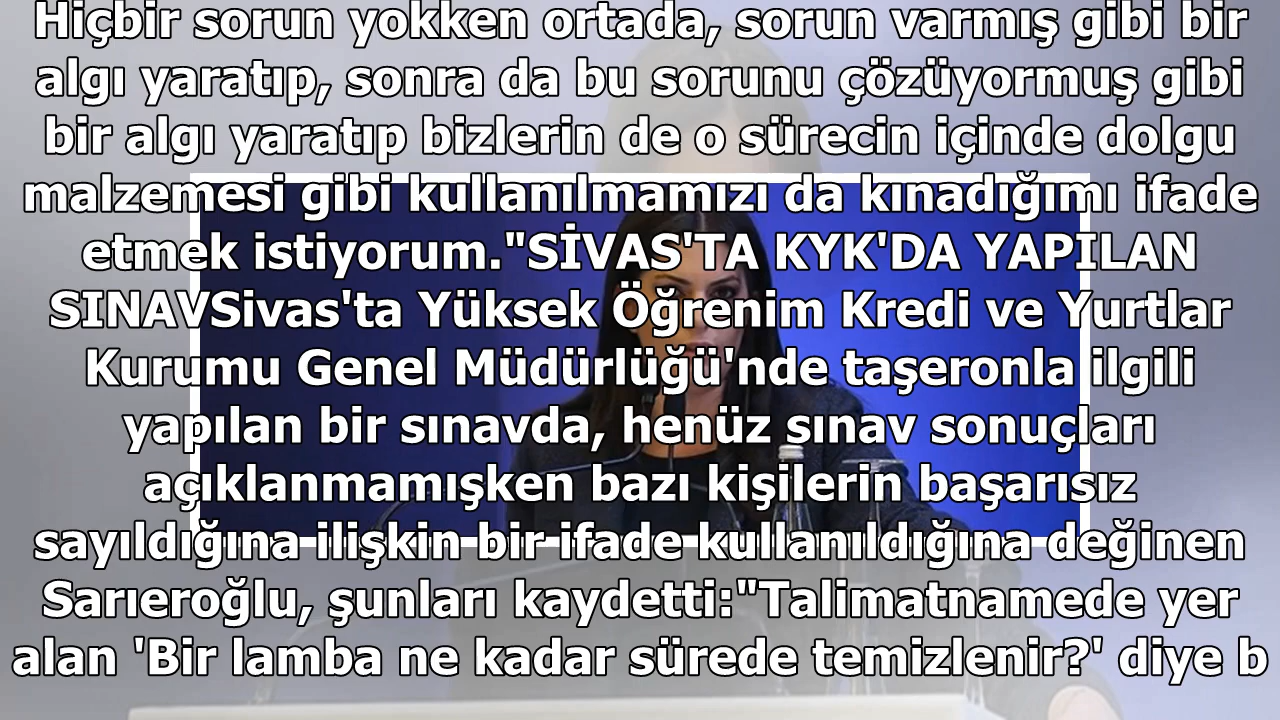 Hiçbir sorun yokken ortada, sorun varmış gibi bir
algı yaratıp, sonra da bu sorunu çözüyormuş gibi
bir algı yaratıp bizlerin de o sürecin içinde dolgu
malzemesi gibi kullanılmamızı da kınadığımı ifade
etmek istiyorum."SİVAS'TA KYK'DA YAPILAN
SINAVSivas'ta Yüksek Öğrenim Kredi ve Yurtlar
Kurumu Genel Müdürlüğü'nde taşeronla ilgili
yapılan bir sınavda, henüz sınav sonuçları
açıklanmamışken bazı kişilerin başarısız
sayıldığına ilişkin bir ifade kullanıldığına değinen
Sarıeroğlu, şunları kaydetti:"Talimatnamede yer
alan 'Bir lamba ne kadar sürede temizlenir?' diye b